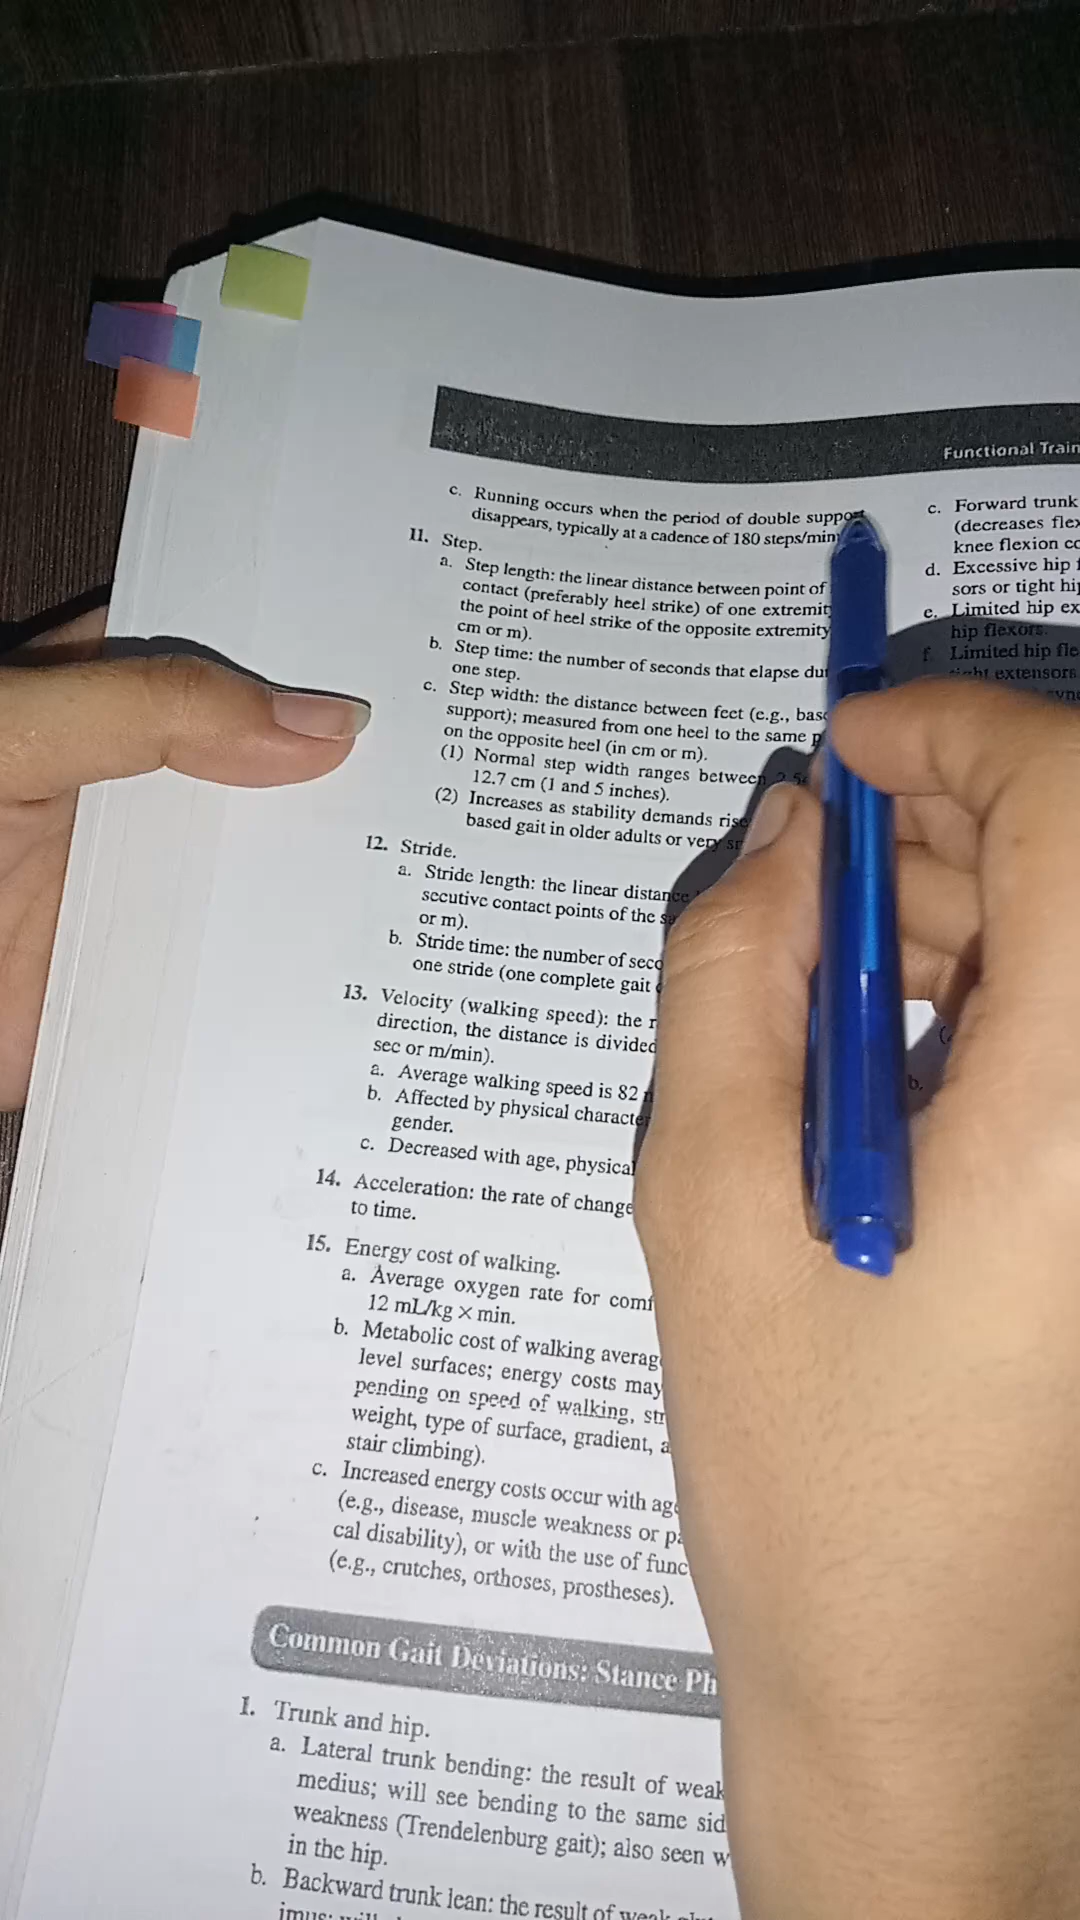 Functional Train
c. Running occurs when the period of double support
disappears, typically at a cadence of 180 steps/min
11. Step.
a. Step length: the linear distance between point of
contact (preferably heel strike) of one extremit
the point of heel strike of the opposite extremity
cm or m).
b. Step time: the number of seconds that elapse du
one step.
c. Step width: the distance between feet (e.g., bas
support); measured from one heel to the same p
on the opposite heel (in cm or m).
(1) Normal step width ranges between
12.7 cm (1 and 5 inches).
(2) Increases as stability demands rise
based gait in older adults or very
12. Stride.
a. Stride length: the linear distance
secutive contact points of the
or m).
b. Stride time: the number of seco
one stride (one complete gait
13. Velocity (walking speed): the
direction, the distance is divided
sec or m/min).
a. Average walking speed is 82
b. Affected by physical characte
gender.
c. Decreased with age, physical
14. Acceleration: the rate of change
to time.
15. Energy cost of walking.
a. Average oxygen rate for com
12 mL/kg × min.
b. Metabolic cost of walking averag
level surfaces; energy costs may
pending on speed of walking, str
weight, type of surface, gradient, a
stair climbing).
c. Increased energy costs occur with age
(e.g., disease, muscle weakness or p
cal disability), or with the use of func
(e.g., crutches, orthoses, prostheses).
Common Gait Deviations: Stance Ph
1. Trunk and hip.
a. Lateral trunk bending: the result of weak
medius; will see bending to the same sid
weakness (Trendelenburg gait); also seen w
in the hip.
b. Backward trunk lean: the result of weak
c. Forward trunk
(decreases flex
knee flexion co
d. Excessive hip
sors or tight hip
e. Limited hip ex
hip flexors.
f. Limited hip fle
extensors
b.